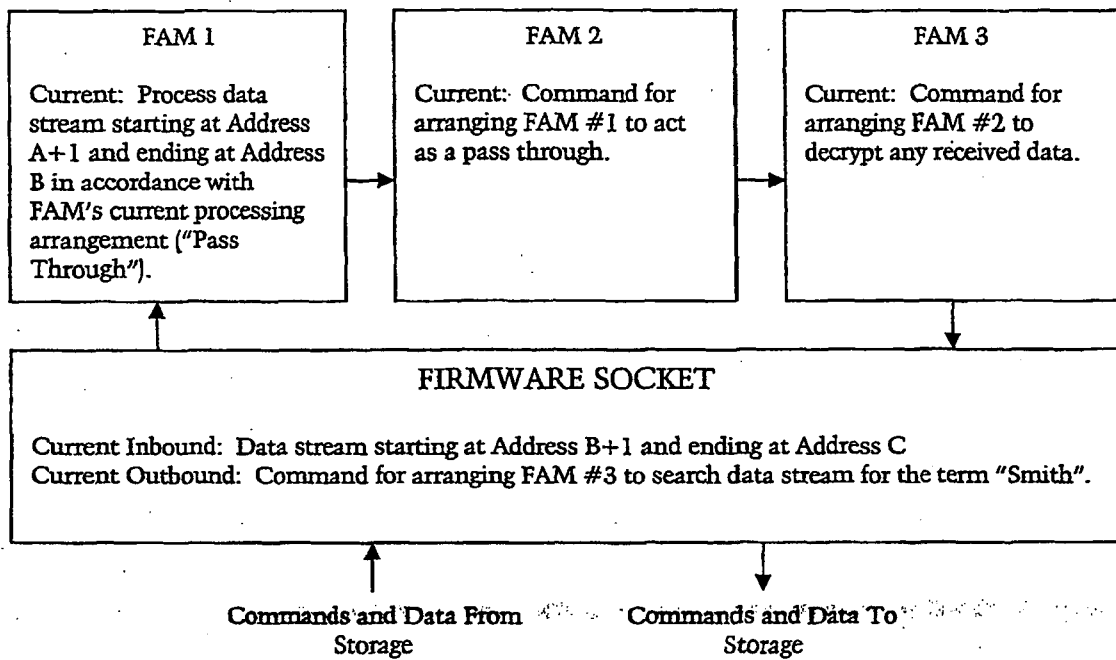 FAM 1
Current: Process data
stream starting at Address
A+1 and ending at Address
B in accordance with
FAM's current processing
arrangement ("Pass
Through").
FAM 2
Current: Command for
arranging FAM #1 to act
as a pass through.
FAM 3
Current: Command for
arranging FAM #2 to
decrypt any received data.
FIRMWARE SOCKET
Current Inbound: Data stream starting at Address B+1 and ending at Address C
Current Outbound: Command for arranging FAM #3 to search data stream for the term "Smith".
Commands and Data From
Storage
Commands and Data To
Storage